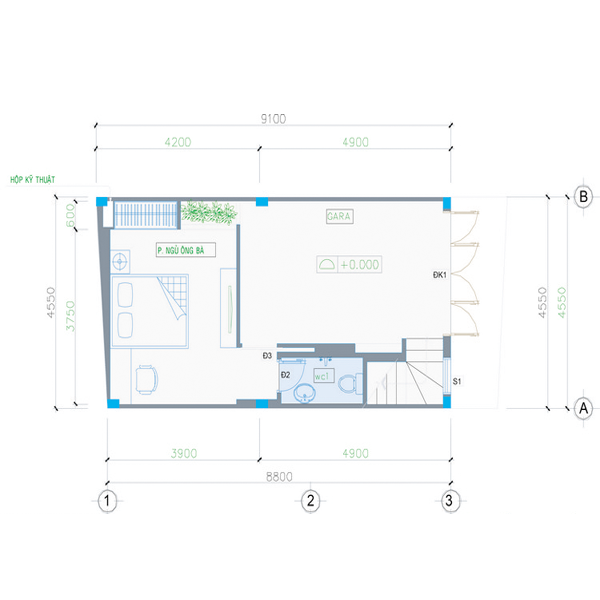 9100
4200
4900
HỘP KỸ THUẬT
B
600
GARA
P. NGỦ ÔNG BÀ
+0.000
ĐK1
4550
3750
4550
4550
Đ3
Đ2
wc1
S1
A
3900
4900
8800
1
2
3